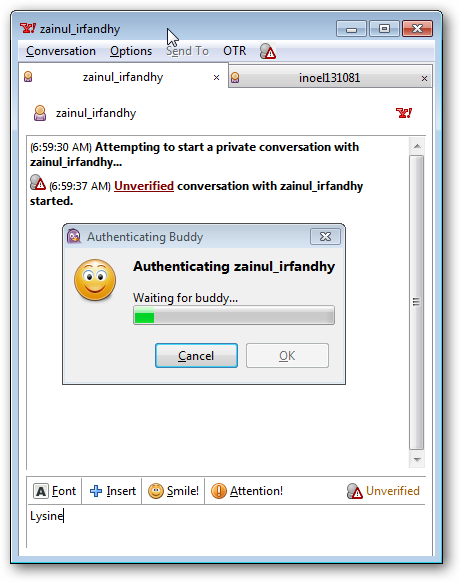 zainul_irfandhy
Conversation Options Send To OTR
zainul_irfandhy × inoel131081 ×
zainul_irfandhy
(6:59:30 AM) Attempting to start a private conversation with
zainul_irfandhy...
(6:59:37 AM) Unverified conversation with zainul_irfandhy
started.
Authenticating Buddy
Authenticating zainul_irfandhy
Waiting for buddy...
Cancel OK
A Font Insert Smile! Attention! Unverified
Lysine